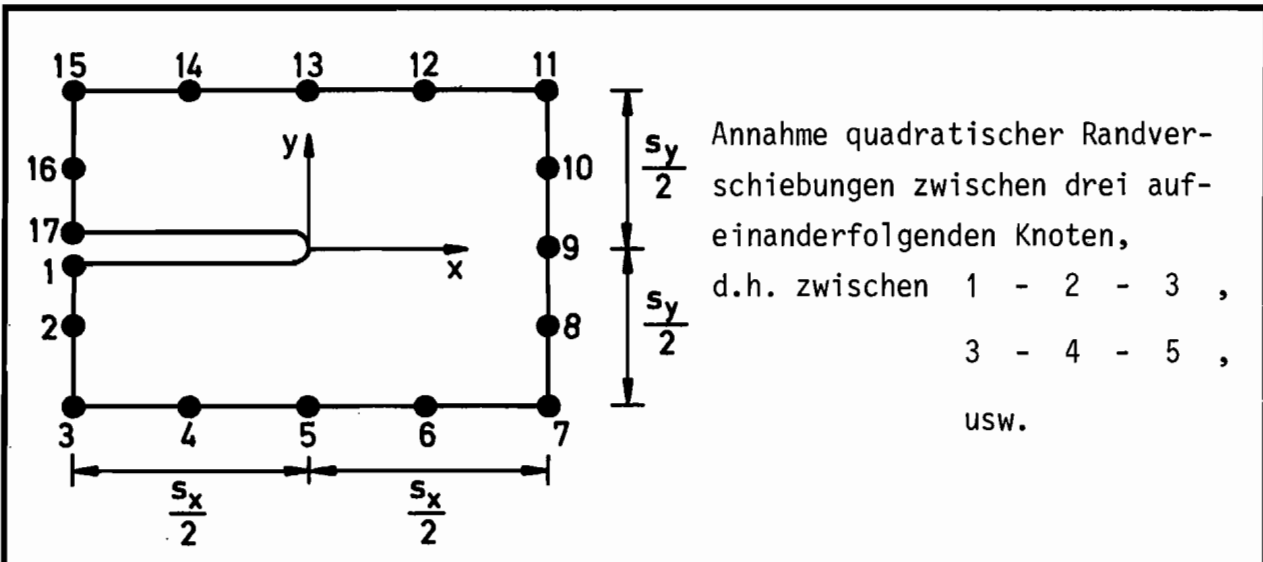 15 14 13 12 11
y
16 10
17
1 9
x
2 8
3 4 5 6 7
s_y/2
s_y/2
s_x/2 s_x/2
Annahme quadratischer Randver-
schiebungen zwischen drei auf-
einanderfolgenden Knoten,
d.h. zwischen 1 - 2 - 3 ,
3 - 4 - 5 ,
usw.